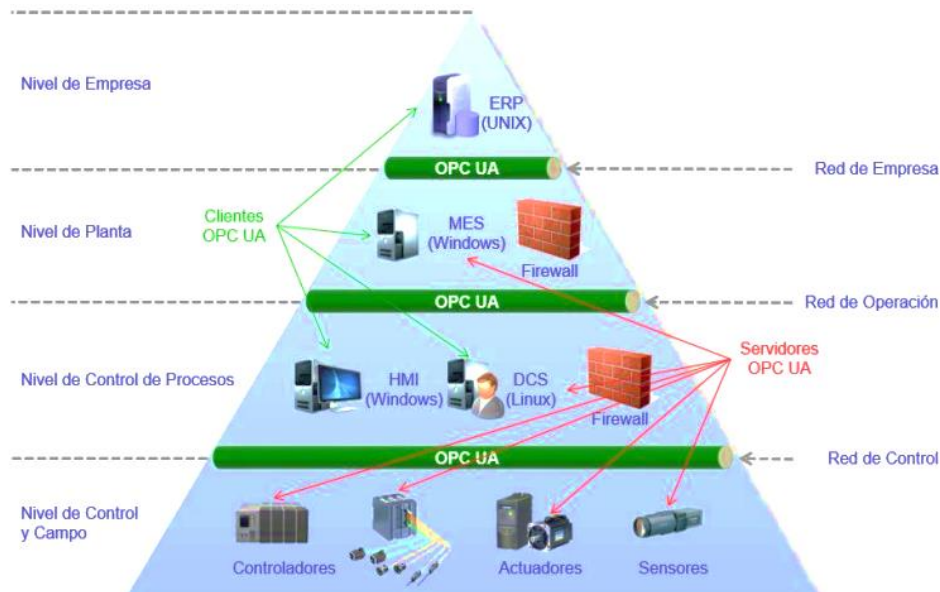 Nivel de Empresa
ERP
(UNIX)
OPC UA
Red de Empresa
Clientes
OPC UA
Nivel de Planta
MES
(Windows)
Firewall
OPC UA
Red de Operación
Servidores
OPC UA
Nivel de Control de Procesos
HMI
(Windows)
DCS
(Linux)
Firewall
OPC UA
Red de Control
Nivel de Control
y Campo
Controladores
Actuadores
Sensores